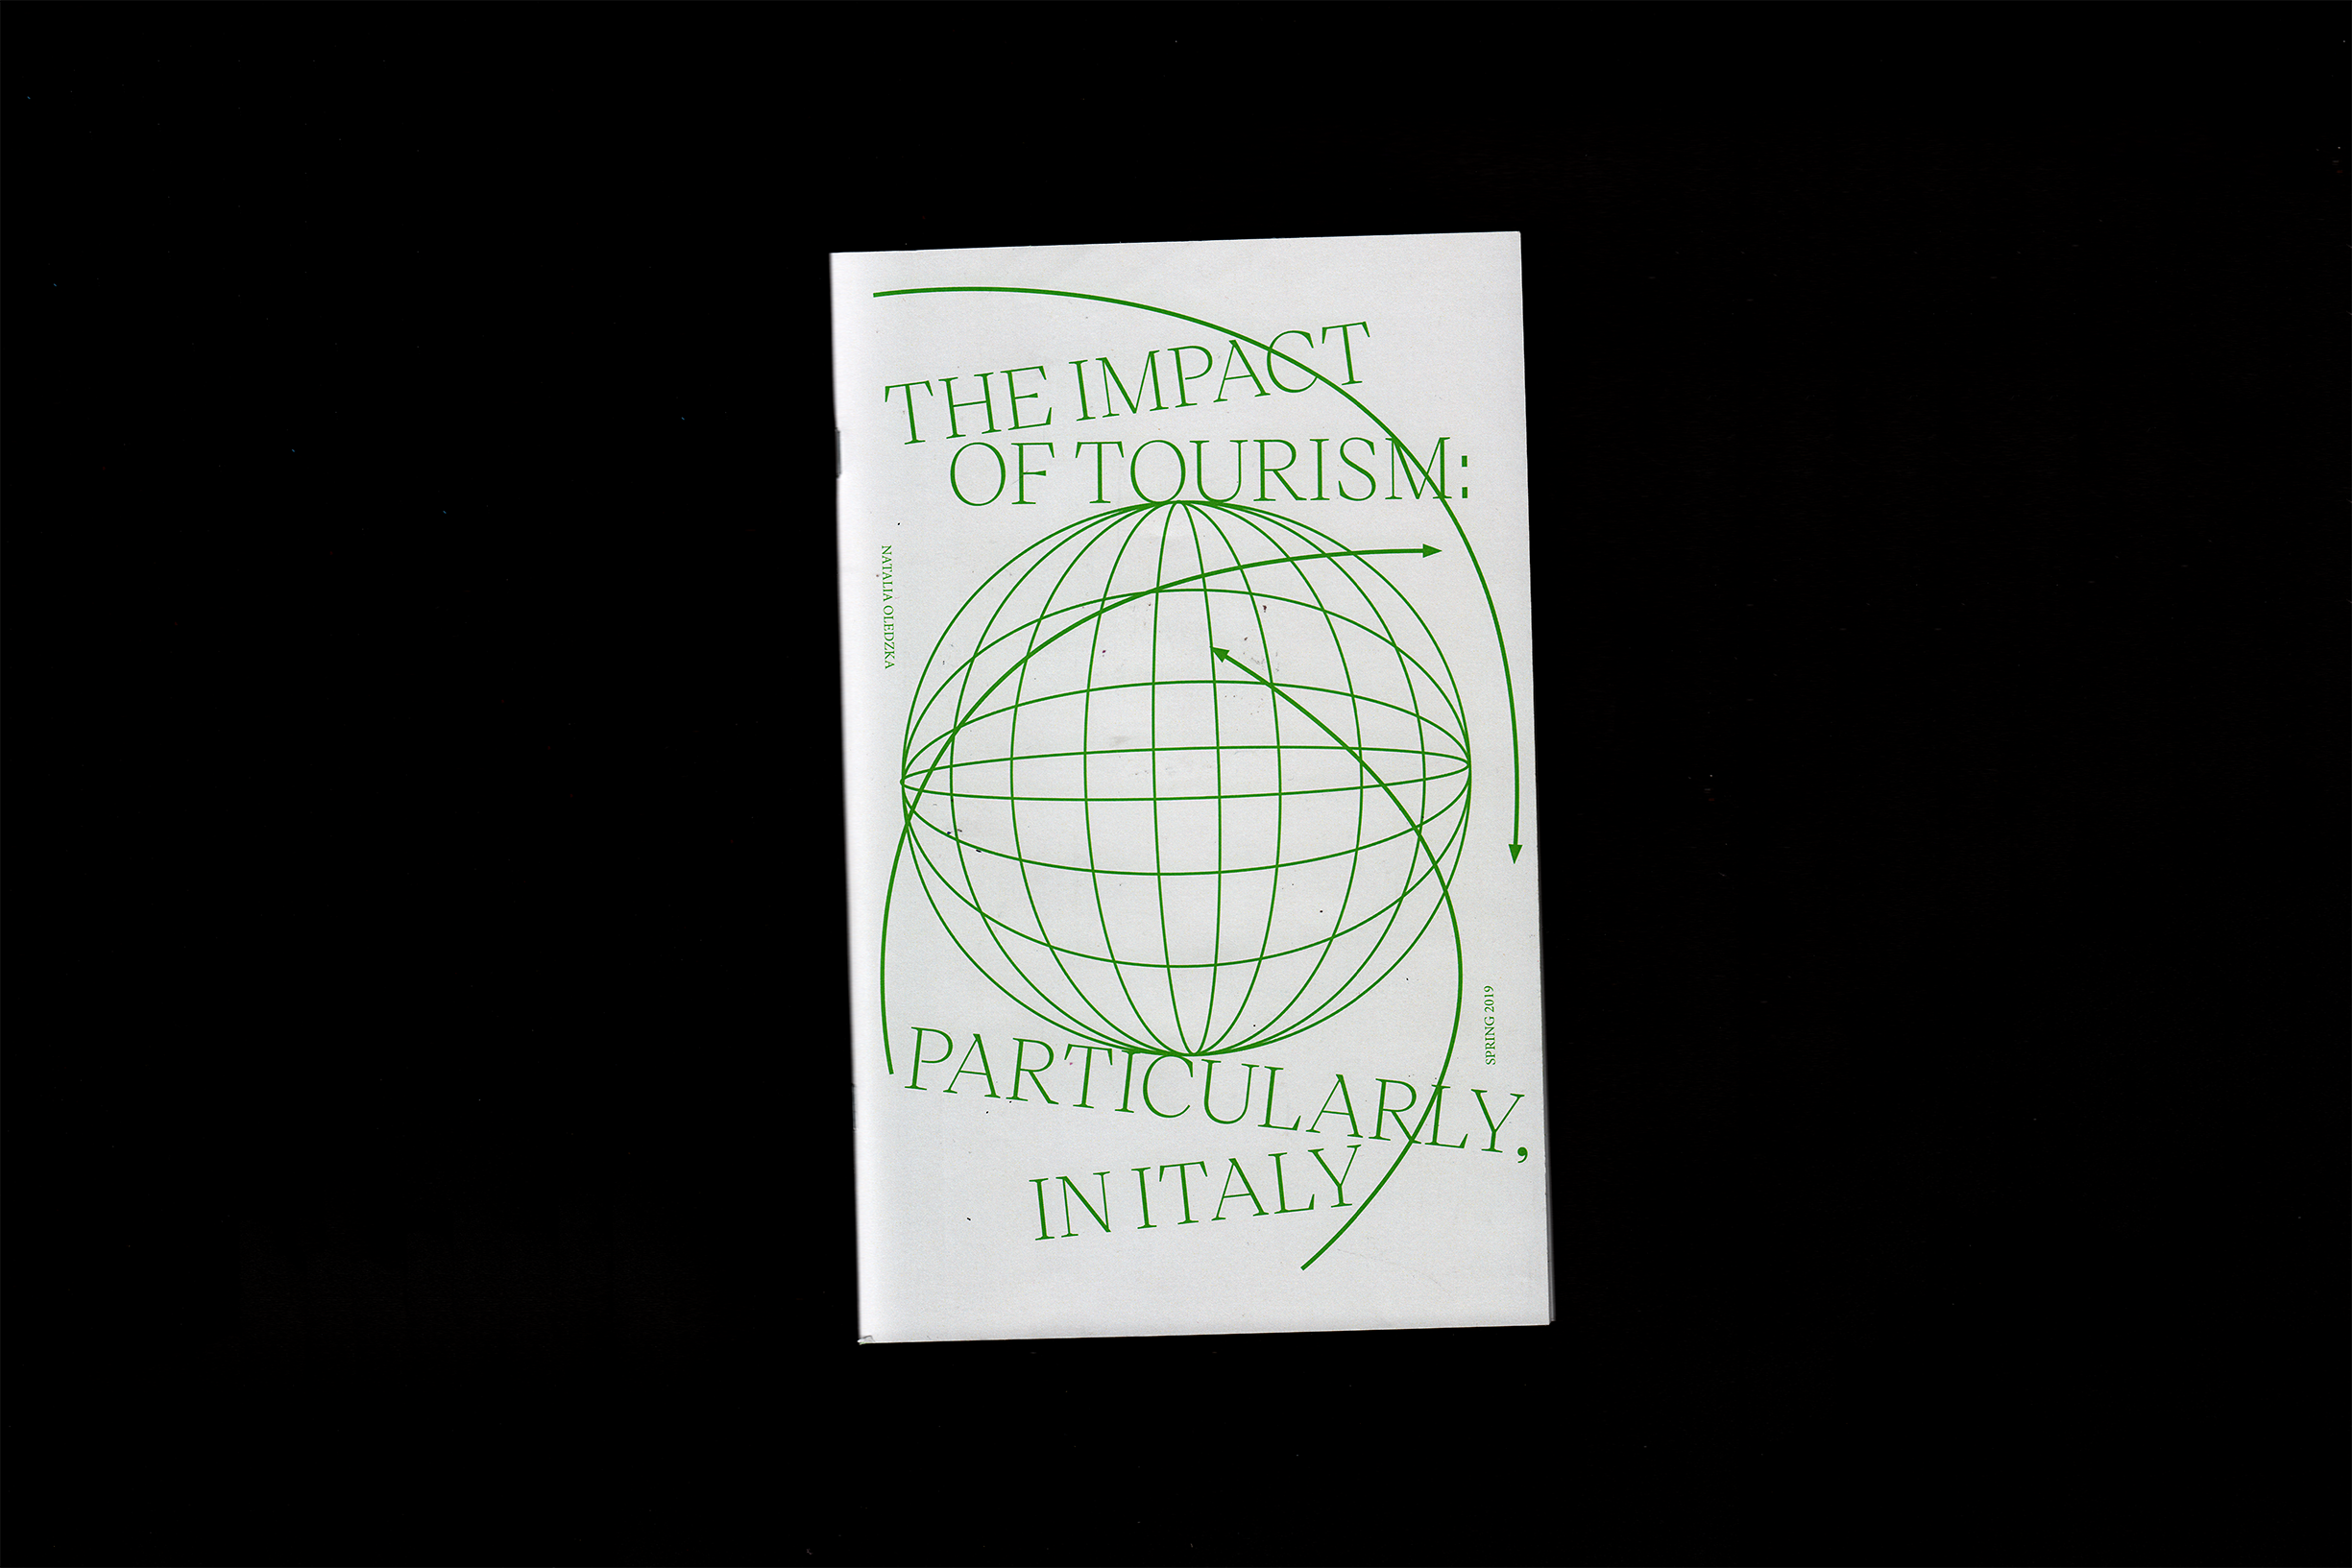 THE IMPACT
OF TOURISM:
NATALIA OLEDZKA
SPRING 2019
PARTICULARLY,
IN ITALY